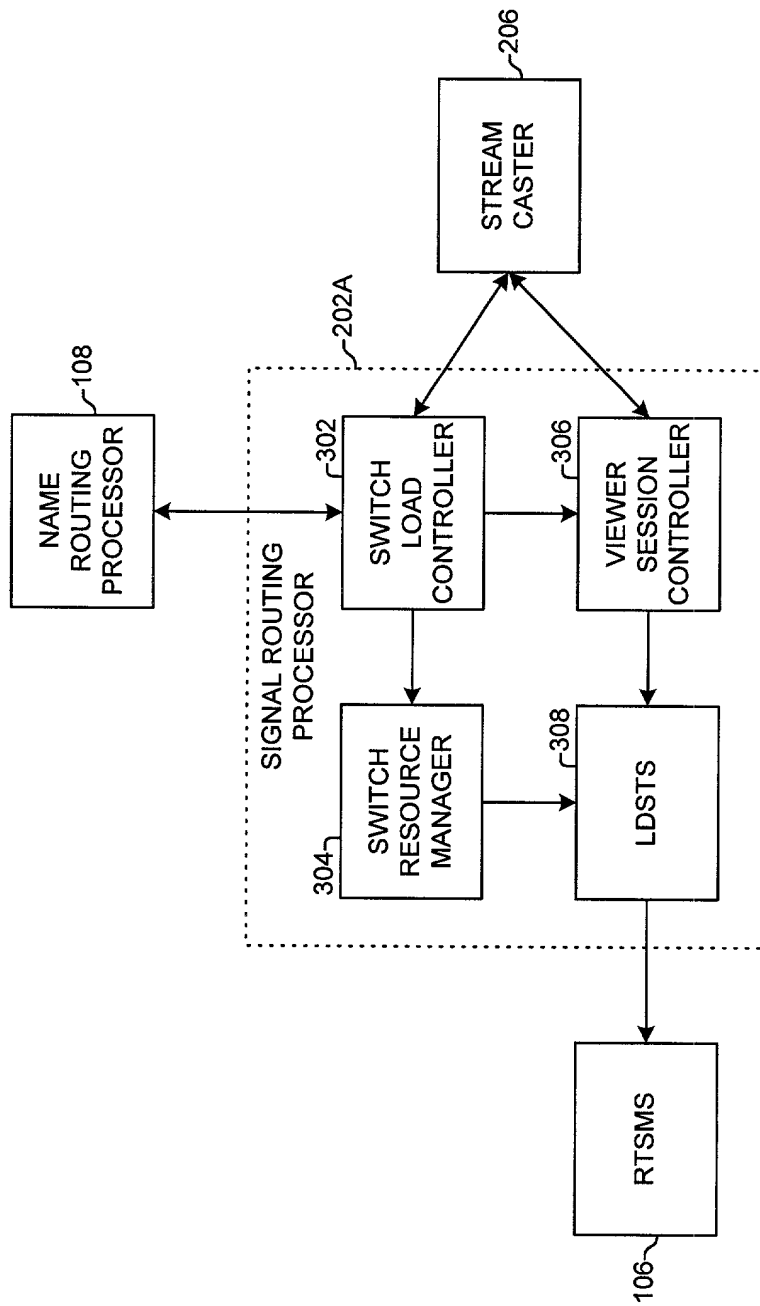 108
NAME
ROUTING
PROCESSOR
202A
SIGNAL ROUTING
PROCESSOR
304
SWITCH
RESOURCE
MANAGER
302
SWITCH
LOAD
CONTROLLER
206
STREAM
CASTER
106
RTSMS
308
LDSTS
306
VIEWER
SESSION
CONTROLLER